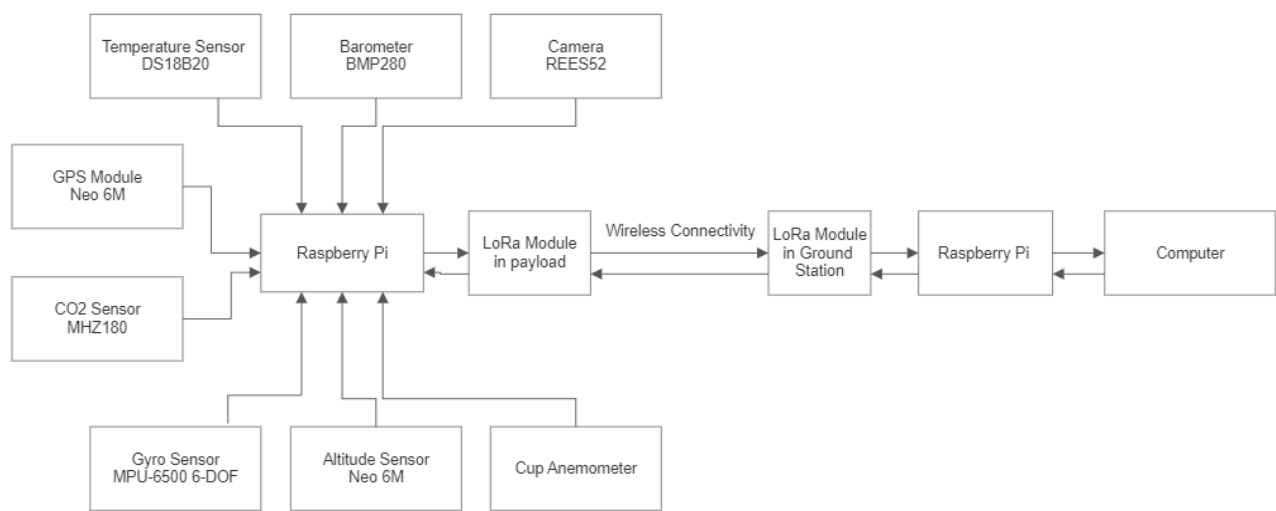 Temperature Sensor
DS18B20
Barometer
BMP280
Camera
REES52
GPS Module
Neo 6M
Raspberry Pi
LoRa Module
in payload
Wireless Connectivity
LoRa Module
in Ground
Station
Raspberry Pi
Computer
CO2 Sensor
MHZ180
Gyro Sensor
MPU-6500 6-DOF
Altitude Sensor
Neo 6M
Cup Anemometer